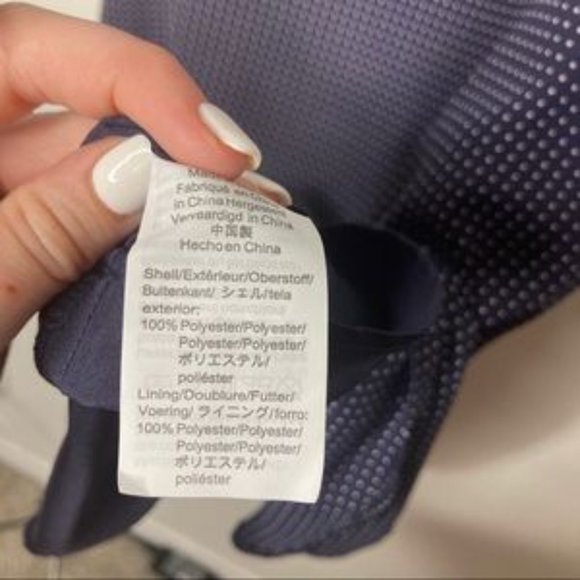 Made
Fabriqué en Chine
in China Hergestellt
Vervaardigd in China
中国製
Hecho en China
Shell/Extérieur/Oberstoff/
Buitenkant/ シェル/tela
exterior:
100% Polyester/Polyester/
Polyester/Polyester/
ポリエステル/
poliéster
Lining/Doublure/Futter/
Voering/ ライニング/forro:
100% Polyester/Polyester/
Polyester/Polyester/
ポリエステル/
poliéster